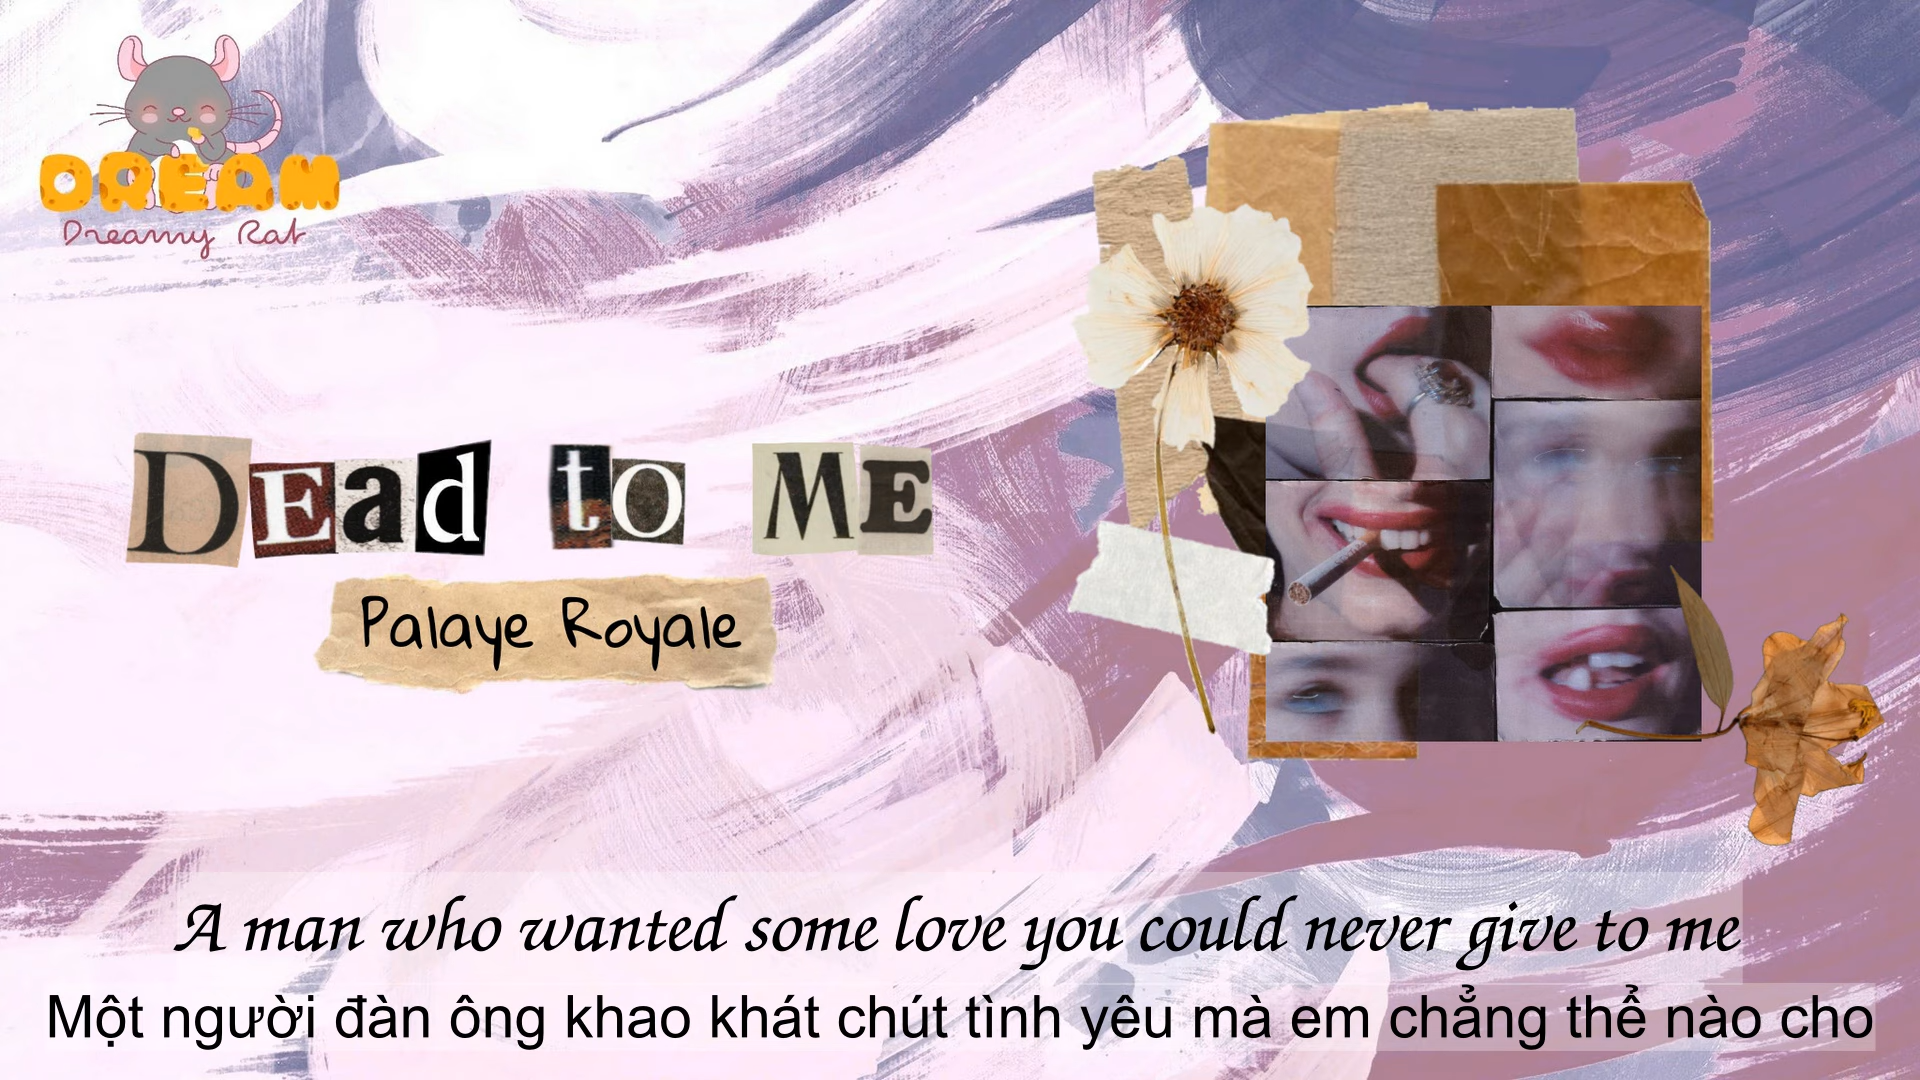 DREAM
Dreamy Rat
DEad to ME
Palaye Royale
A man who wanted some love you could never give to me
Một người đàn ông khao khát chút tình yêu mà em chẳng thể nào cho